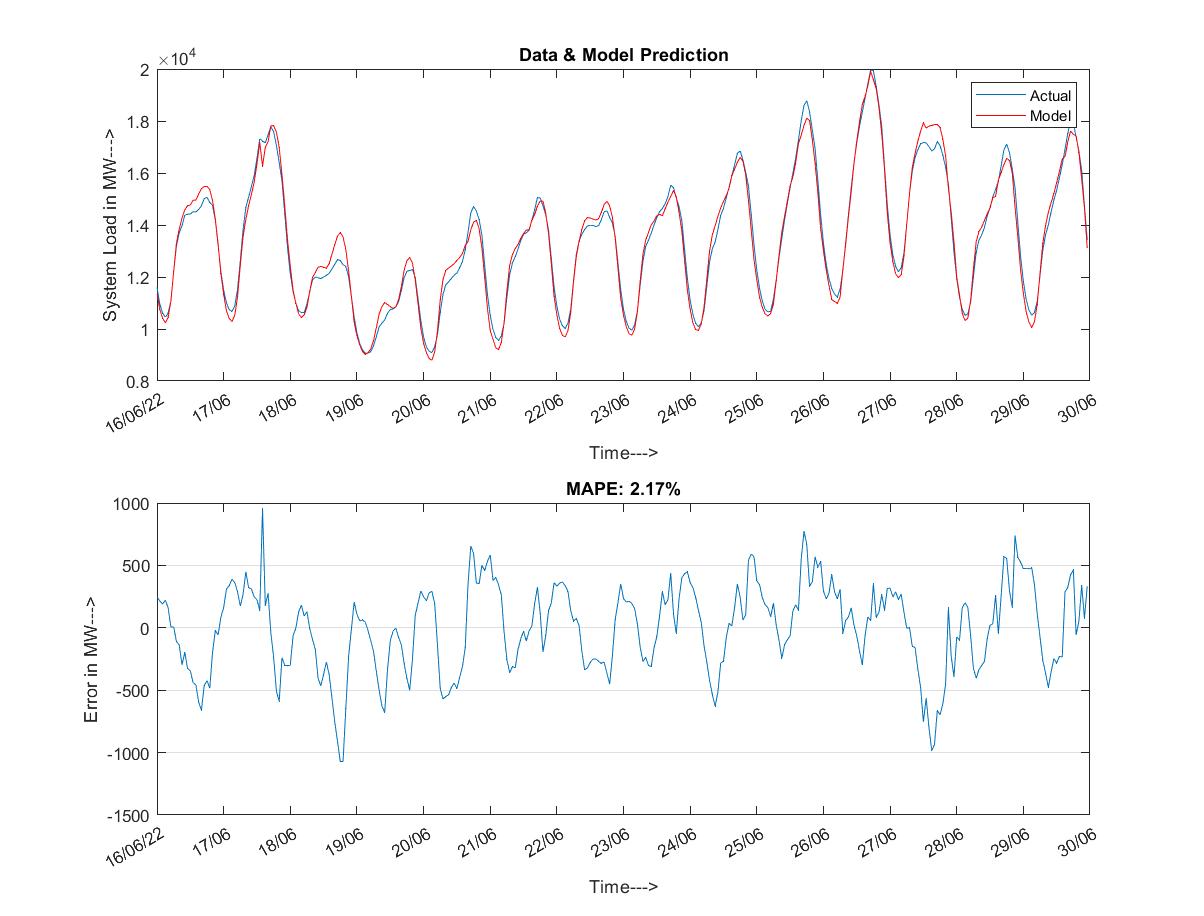 Data & Model Prediction
×10⁴
2
1.8
1.6
1.4
1.2
1
0.8
System Load in MW--->
Actual
Model
16/06/22 17/06 18/06 19/06 20/06 21/06 22/06 23/06 24/06 25/06 26/06 27/06 28/06 29/06 30/06
Time--->
MAPE: 2.17%
1000
500
0
-500
-1000
-1500
Error in MW--->
16/06/22 17/06 18/06 19/06 20/06 21/06 22/06 23/06 24/06 25/06 26/06 27/06 28/06 29/06 30/06
Time--->